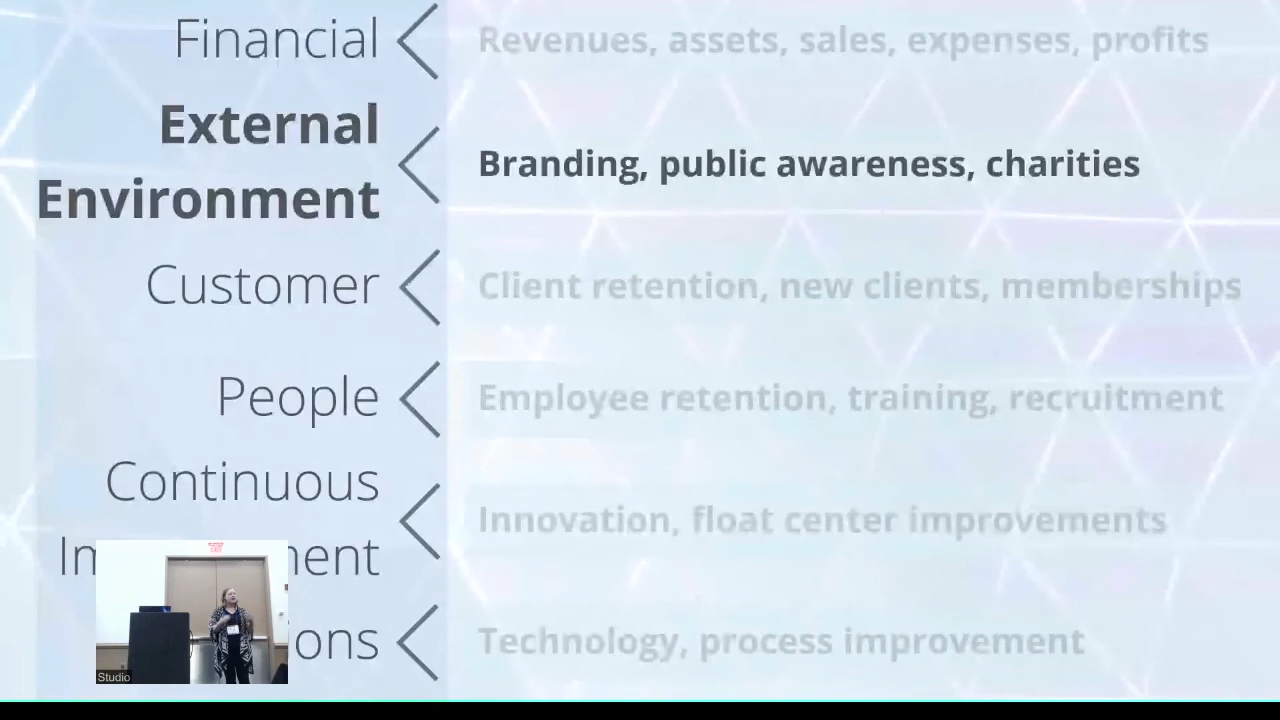 Financial
Revenues, assets, sales, expenses, profits
External
Environment
Branding, public awareness, charities
Customer
Client retention, new clients, memberships
People
Employee retention, training, recruitment
Continuous
Innovation, float center improvements
Technology, process improvement
EXIT
Studio